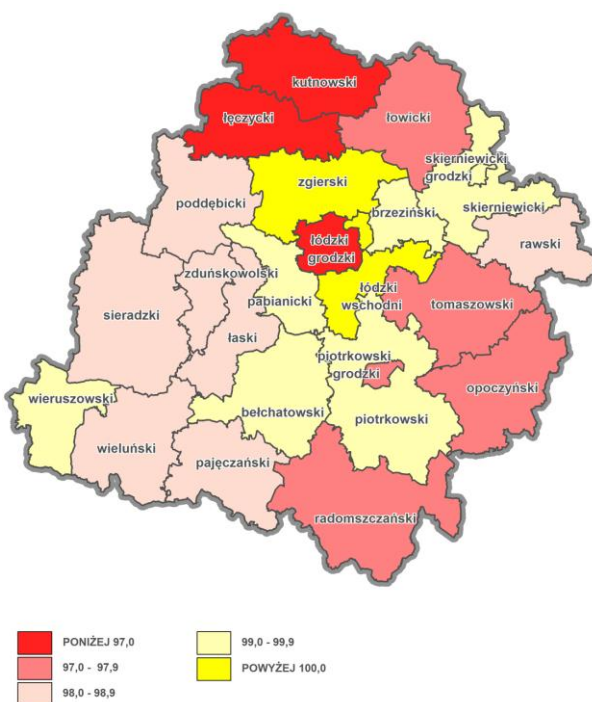 kutnowski
łęczycki
łowicki
skierniewicki
grodzki
zgierski
poddębicki
brzeziński
skierniewicki
łódzki
grodzki
rawski
zduńskowolski
łódzki
wschodni
pabianicki
tomaszowski
sieradzki
łaski
piotrkowski
grodzki
opoczyński
wieruszowski
bełchatowski
piotrkowski
wieluński
pajęczański
radomszczański
PONIŻEJ 97,0
97,0 - 97,9
98,0 - 98,9
99,0 - 99,9
POWYŻEJ 100,0